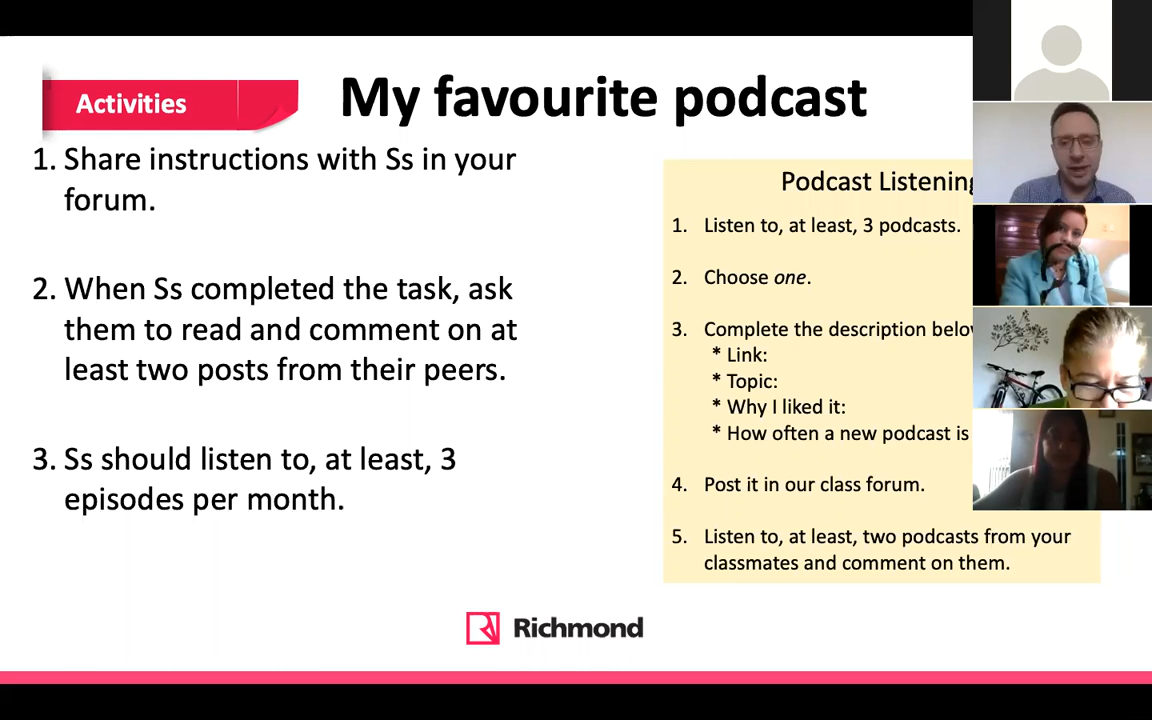 Activities
My favourite podcast
1. Share instructions with Ss in your
forum.
2. When Ss completed the task, ask
them to read and comment on at
least two posts from their peers.
3. Ss should listen to, at least, 3
episodes per month.
Podcast Listening
1. Listen to, at least, 3 podcasts.
2. Choose one.
3. Complete the description
* Link:
* Topic:
* Why I liked it:
* How often a new podcast is
4. Post it in our class forum.
5. Listen to, at least, two podcasts from your
classmates and comment on them.
Richmond